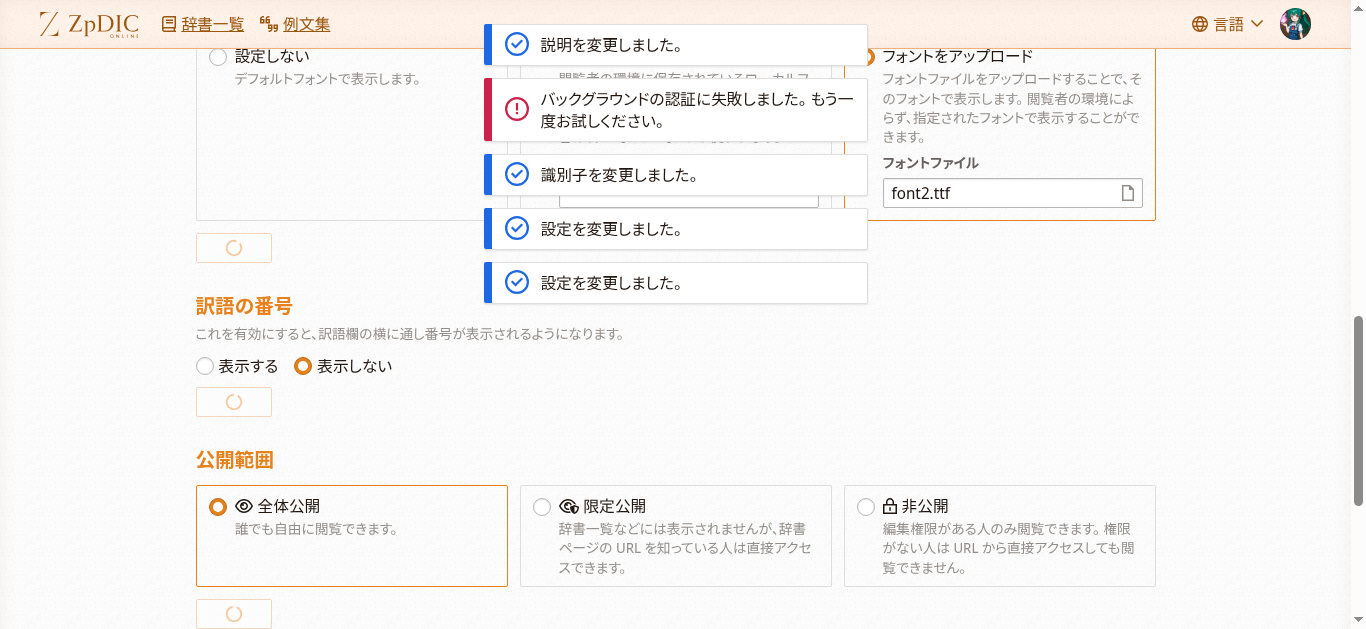 ZpDIC
ONLINE
辞書一覧
例文集
言語
説明を変更しました。
バックグラウンドの認証に失敗しました。もう一
度お試しください。
識別子を変更しました。
設定を変更しました。
設定を変更しました。
設定しない
デフォルトフォントで表示します。
閲覧者の環境に保存されているローカルフ
フォントをアップロード
フォントファイルをアップロードすることで、そ
のフォントで表示します。閲覧者の環境によ
らず、指定されたフォントで表示することがで
きます。
フォントファイル
font2.ttf
訳語の番号
これを有効にすると、訳語欄の横に通し番号が表示されるようになります。
表示する
表示しない
公開範囲
全体公開
誰でも自由に閲覧できます。
限定公開
辞書一覧などには表示されませんが、辞書
ページの URL を知っている人は直接アクセ
スできます。
非公開
編集権限がある人のみ閲覧できます。権限
がない人は URL から直接アクセスしても閲
覧できません。